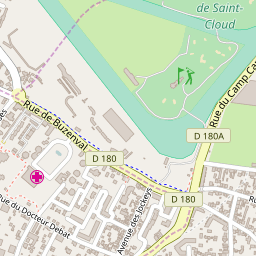 de Saint-
Cloud
Rue du Camp Ca
Rue de Buzenval
D 180A
D 180
D 180
Avenue des Jockeys
Rue du Docteur Debat